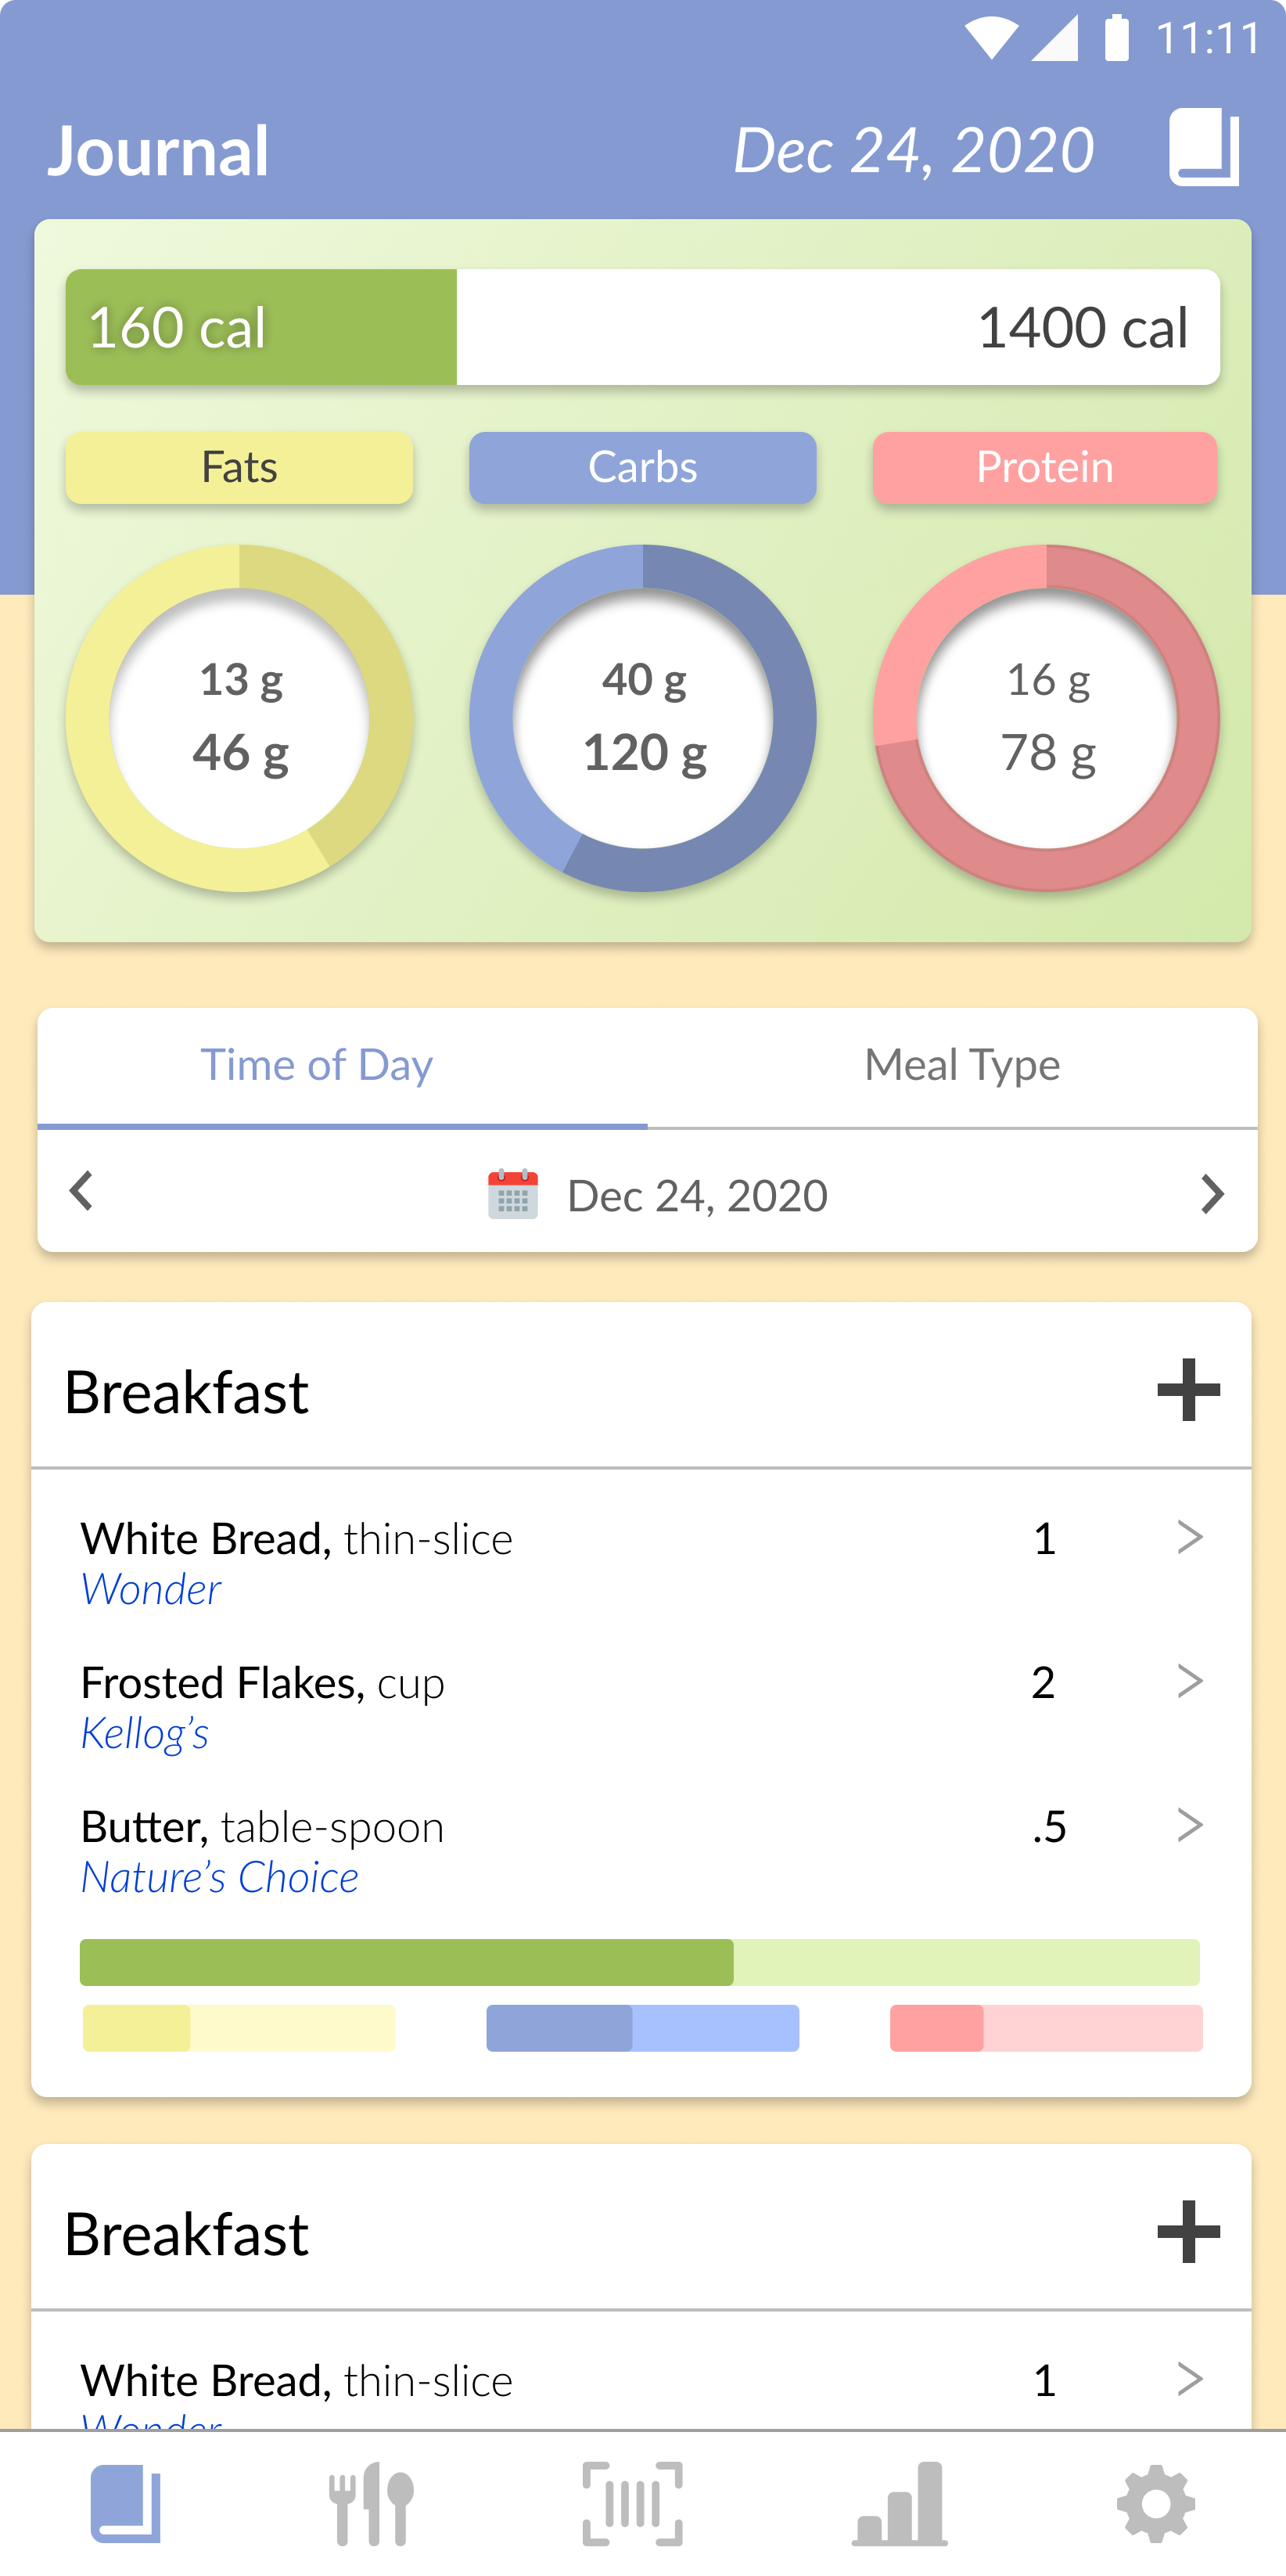 11:11
Journal
Dec 24, 2020
160 cal
1400 cal
Fats
Carbs
Protein
13 g
46 g
40 g
120 g
16 g
78 g
Time of Day
Meal Type
Dec 24, 2020
Breakfast
White Bread, thin-slice 1
Wonder
Frosted Flakes, cup 2
Kellog's
Butter, table-spoon .5
Nature's Choice
Breakfast
White Bread, thin-slice 1
Wonder